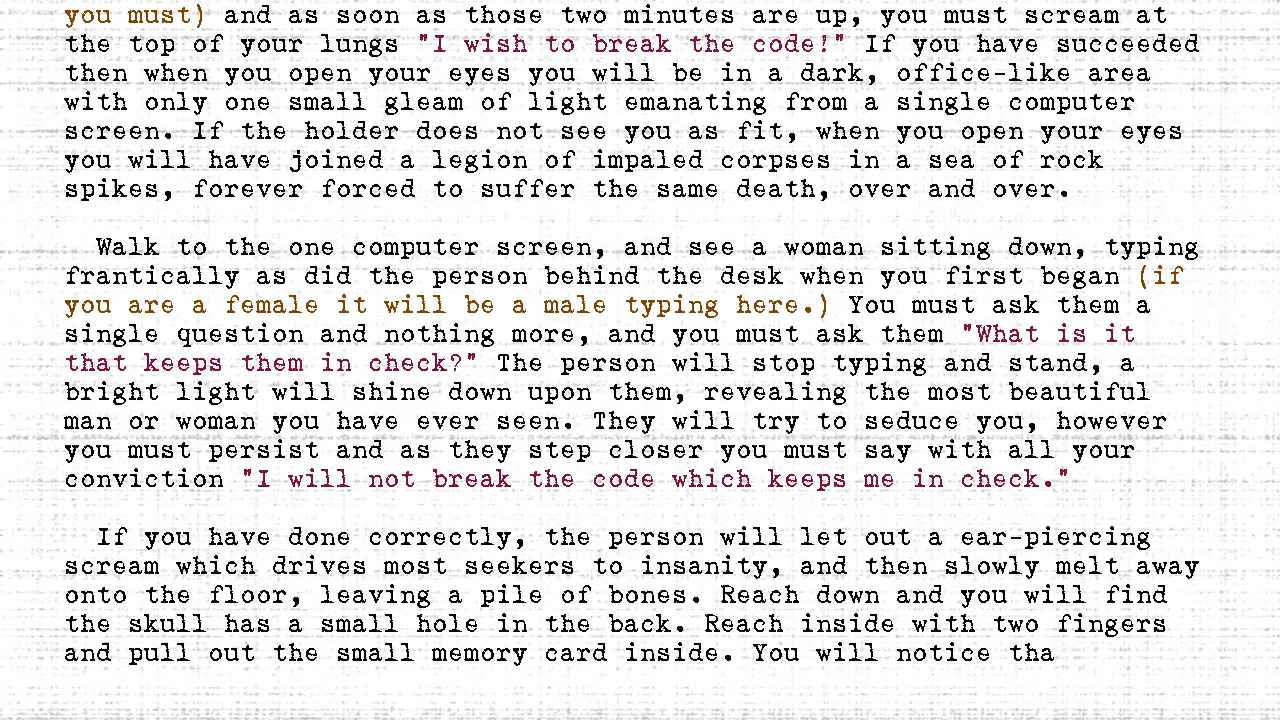 you must) and as soon as those two minutes are up, you must scream at
the top of your lungs "I wish to break the code!" If you have succeeded
then when you open your eyes you will be in a dark, office-like area
with only one small gleam of light emanating from a single computer
screen. If the holder does not see you as fit, when you open your eyes
you will have joined a legion of impaled corpses in a sea of rock
spikes, forever forced to suffer the same death, over and over.
Walk to the one computer screen, and see a woman sitting down, typing
frantically as did the person behind the desk when you first began (if
you are a female it will be a male typing here.) You must ask them a
single question and nothing more, and you must ask them "What is it
that keeps them in check?" The person will stop typing and stand, a
bright light will shine down upon them, revealing the most beautiful
man or woman you have ever seen. They will try to seduce you, however
you must persist and as they step closer you must say with all your
conviction "I will not break the code which keeps me in check."
If you have done correctly, the person will let out a ear-piercing
scream which drives most seekers to insanity, and then slowly melt away
onto the floor, leaving a pile of bones. Reach down and you will find
the skull has a small hole in the back. Reach inside with two fingers
and pull out the small memory card inside. You will notice tha